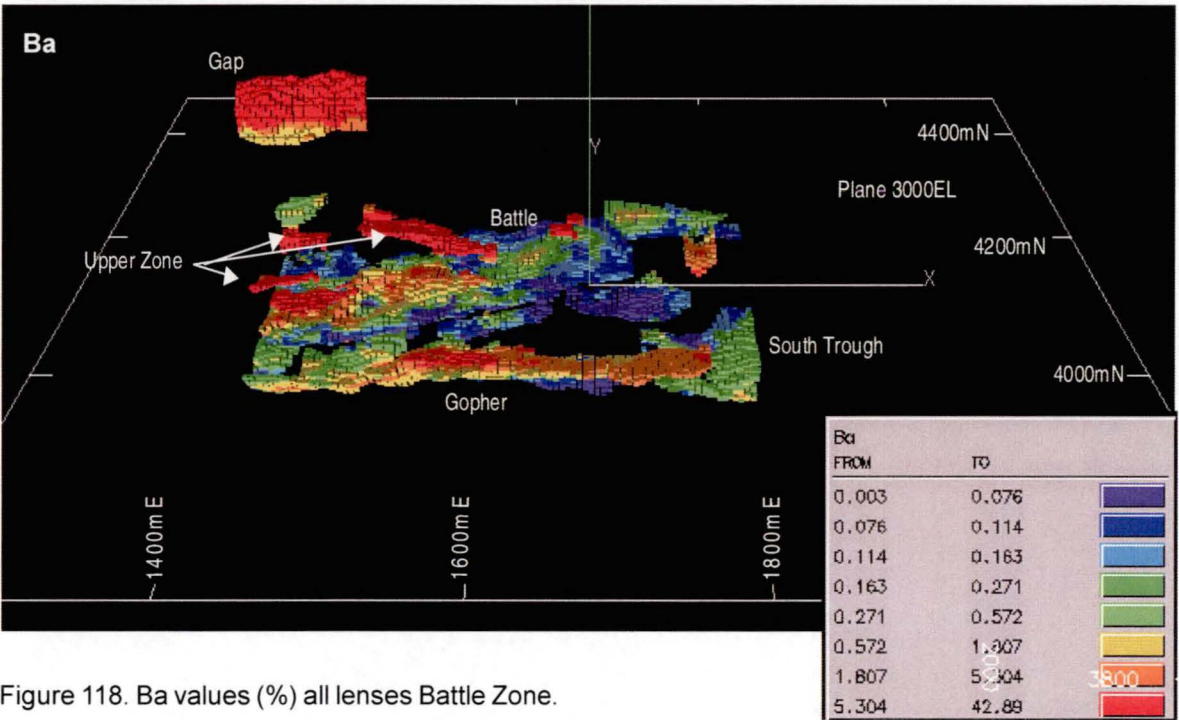 Ba
Gap
4400mN
Y
Plane 3000EL
Battle
4200mN
Upper Zone
X
South Trough
4000mN
Gopher
1400m E
1600m E
1800m E
Ba
FROM TO
0.003 0.076
0.076 0.114
0.114 0.163
0.163 0.271
0.271 0.572
0.572 1.807
1.807 5.304
3800
5.304 42.89
Figure 118. Ba values (%) all lenses Battle Zone.